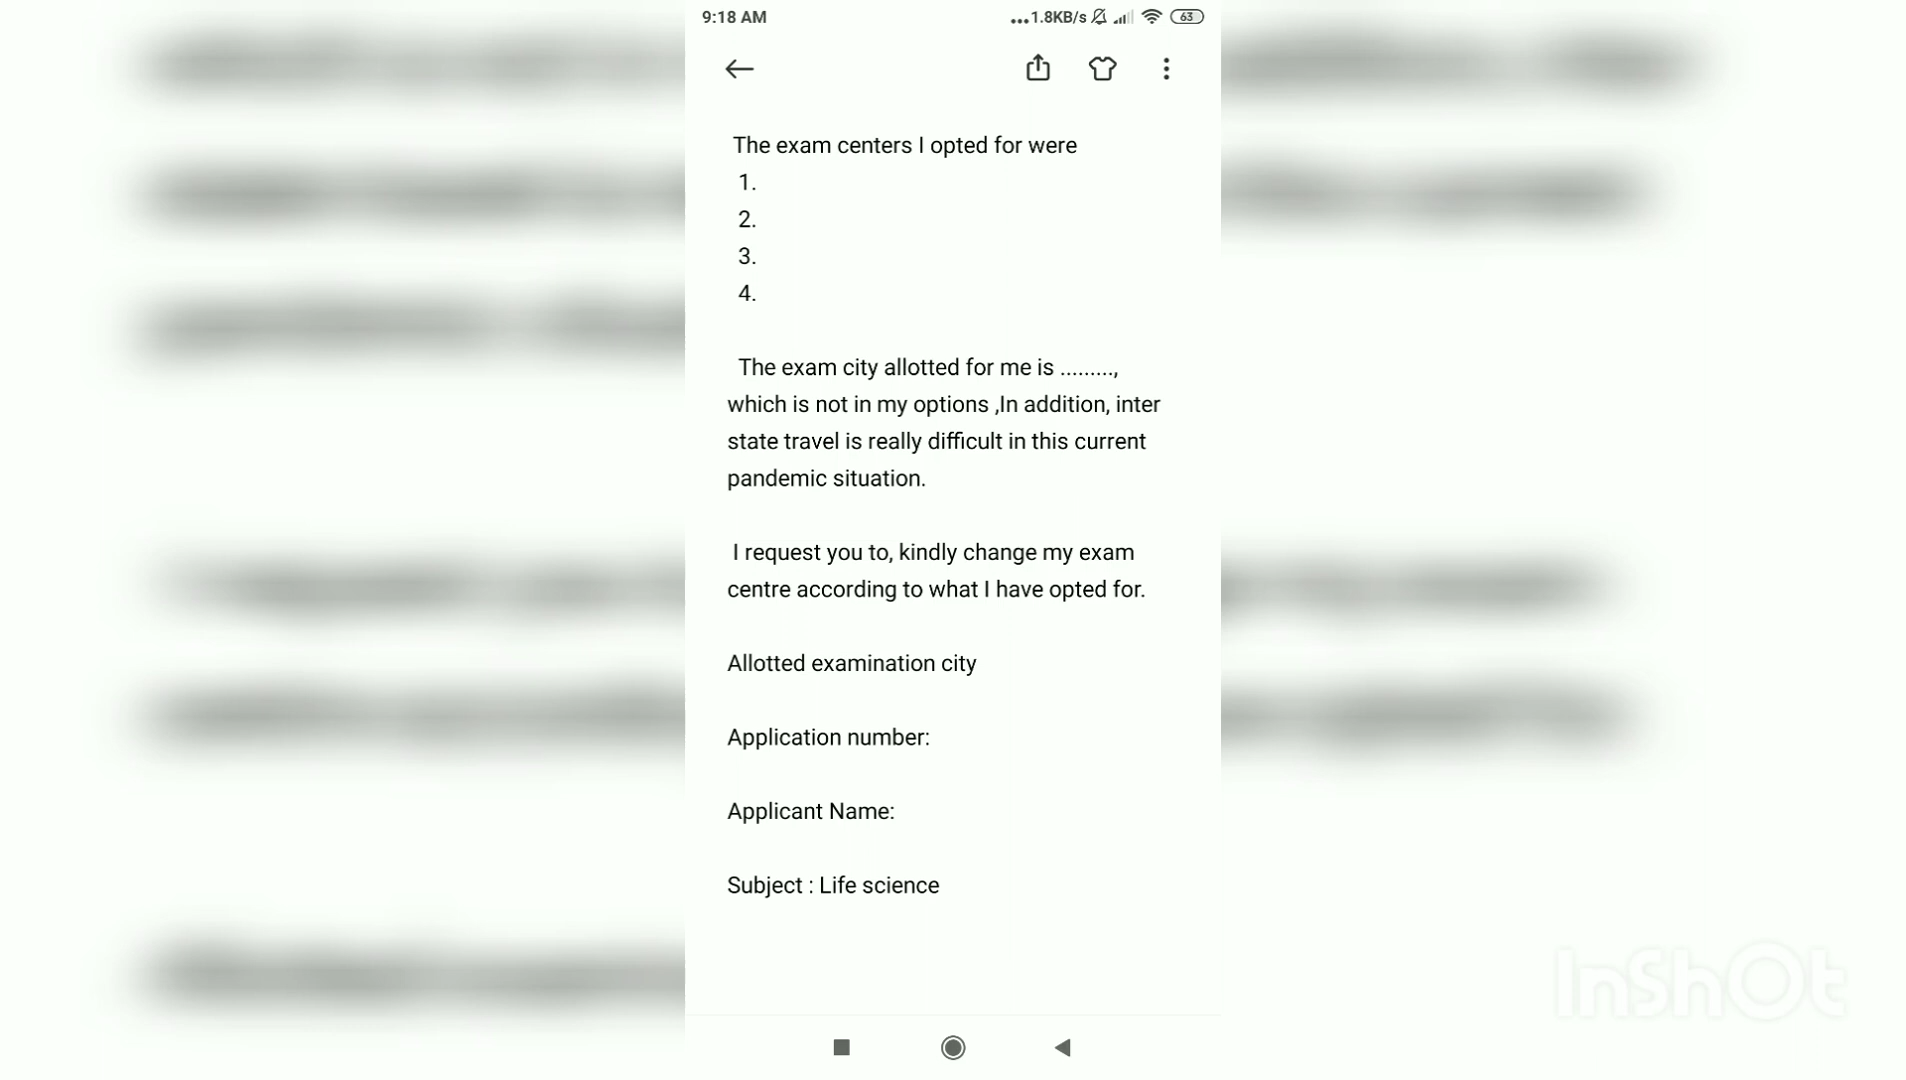 9:18 AM
...1.8KB/s 63
The exam centers I opted for were
1.
2.
3.
4.
The exam city allotted for me is .........,
which is not in my options ,In addition, inter
state travel is really difficult in this current
pandemic situation.
I request you to, kindly change my exam
centre according to what I have opted for.
Allotted examination city
Application number:
Applicant Name:
Subject : Life science
InShOt